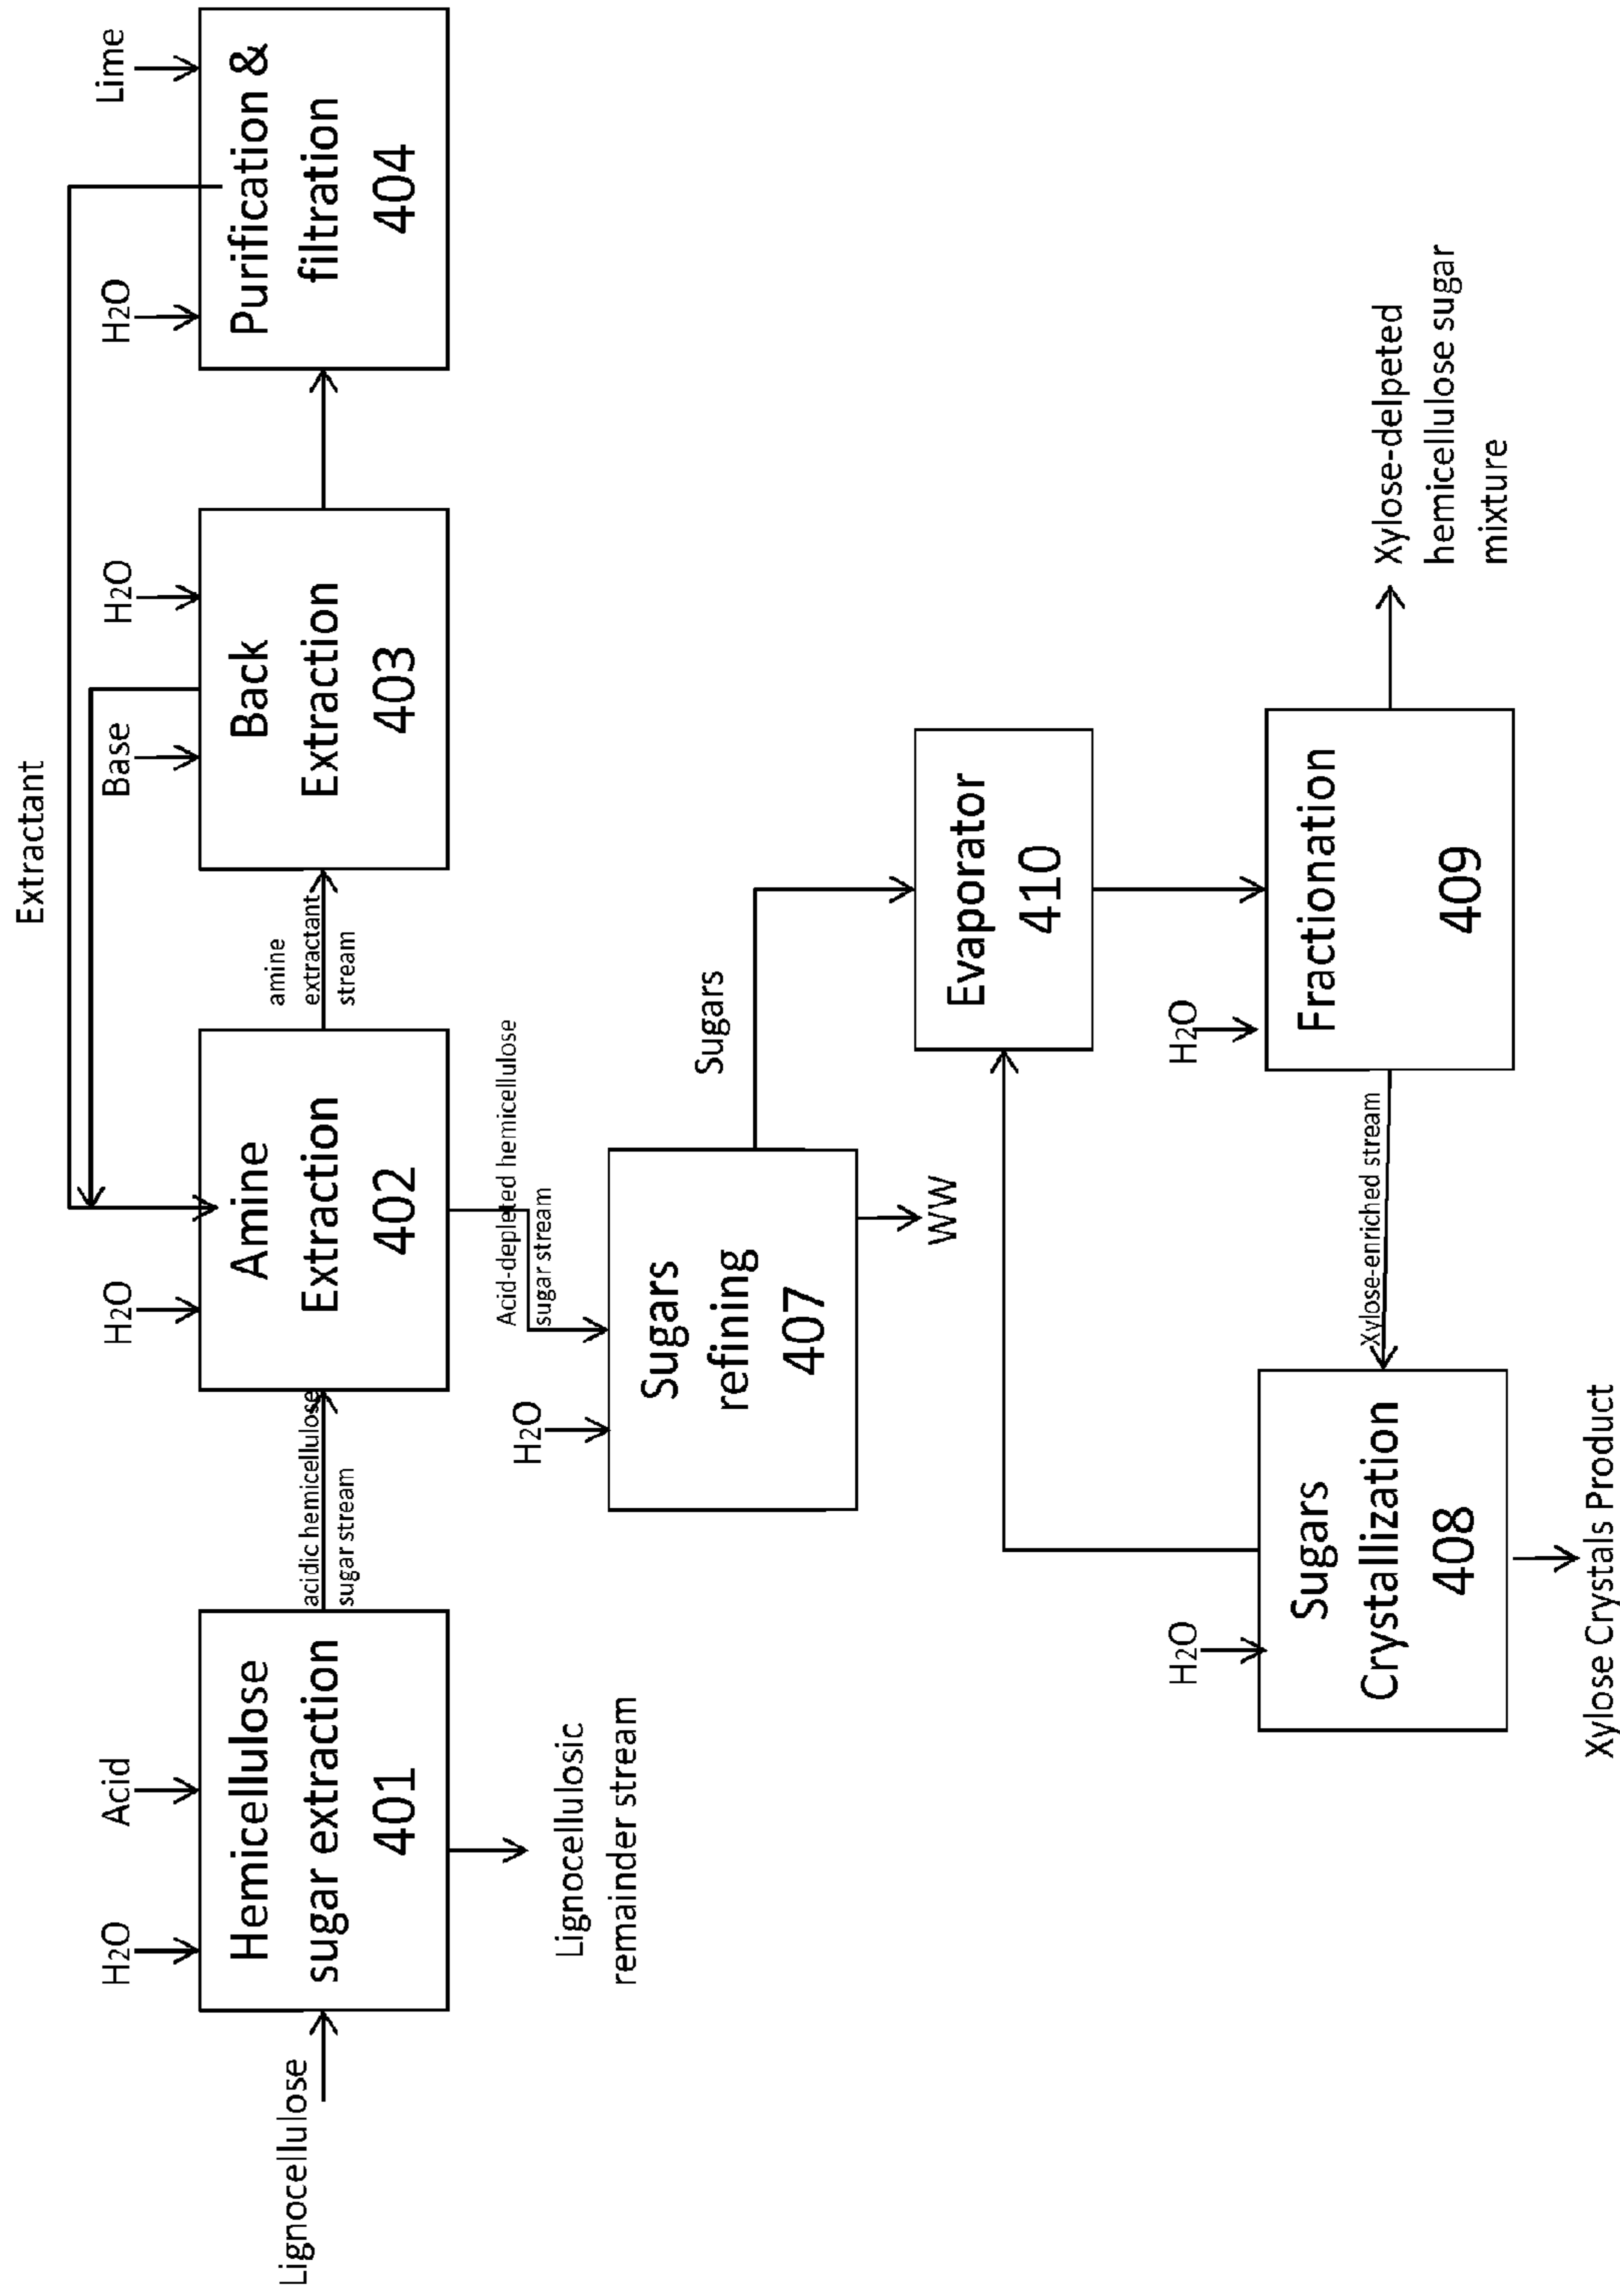 Extractant
H2O
Acid
H2O
Base
H2O
H2O
Lime
Lignocellulose
Hemicellulose
sugar extraction
401
acidic hemicellulose
sugar stream
Amine
Extraction
402
amine
extractant
stream
Back
Extraction
403
Purification &
filtration
404
Lignocellulosic
remainder stream
Acid-depleted hemicellulose
sugar stream
H2O
Sugars
refining
407
WW
Sugars
Evaporator
410
H2O
Sugars
Crystallization
408
Xylose Crystals Product
Xylose-enriched stream
H2O
Fractionation
409
Xylose-delpeted
hemicellulose sugar
mixture